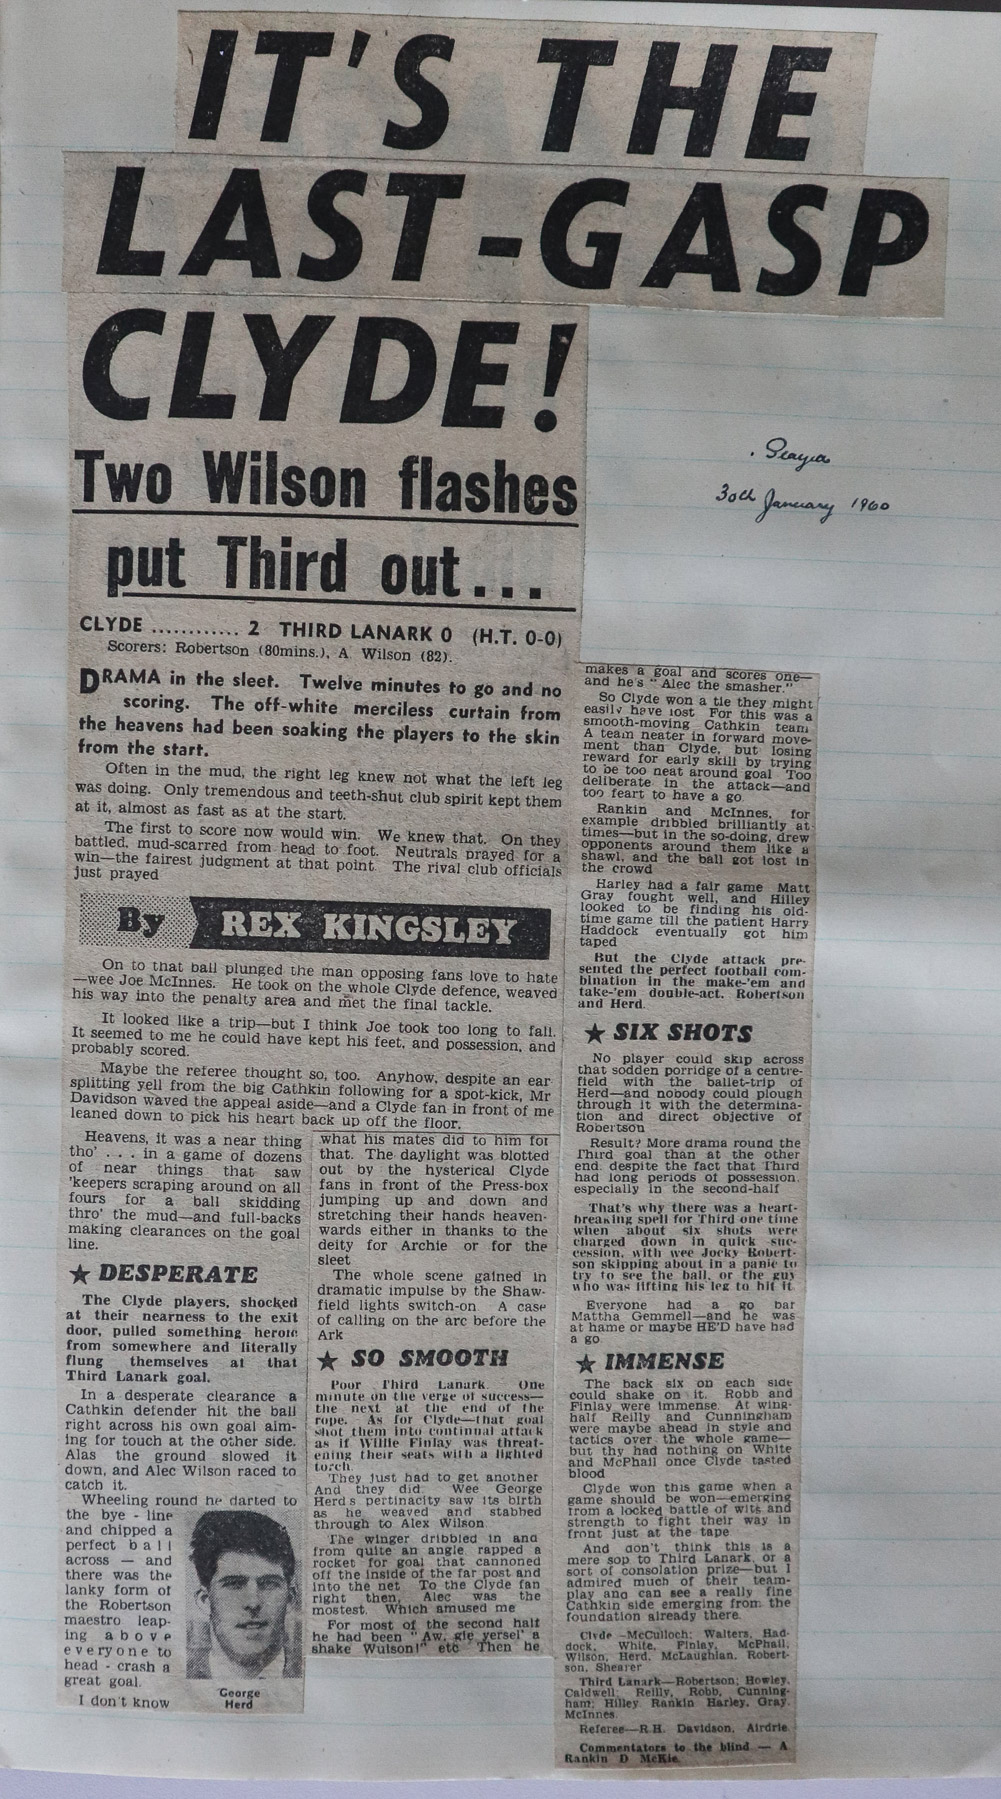 IT'S THE
LAST-GASP
CLYDE!
Two Wilson flashes
put Third out...
30th January 1960
CLYDE ............ 2 THIRD LANARK 0 (H.T. 0-0)
Scorers: Robertson (80mins.), A. Wilson (82).
DRAMA in the sleet. Twelve minutes to go and no
scoring. The off-white merciless curtain from
the heavens had been soaking the players to the skin
from the start.
Often in the mud, the right leg knew not what the left leg
was doing. Only tremendous and teeth-shut club spirit kept them
at it, almost as fast as at the start.
The first to score now would win. We knew that. On they
battled, mud-scarred from head to foot. Neutrals prayed for a
win—the fairest judgment at that point. The rival club officials
just prayed
By REX KINGSLEY
On to that ball plunged the man opposing fans love to hate
—wee Joe McInnes. He took on the whole Clyde defence, weaved
his way into the penalty area and met the final tackle.
It looked like a trip—but I think Joe took too long to fall.
It seemed to me he could have kept his feet, and possession, and
probably scored.
Maybe the referee thought so, too. Anyhow, despite an ear
splitting yell from the big Cathkin following for a spot-kick, Mr
Davidson waved the appeal aside—and a Clyde fan in front of me
leaned down to pick his heart back up off the floor.
Heavens, it was a near thing
tho' . . . in a game of dozens
of near things that saw
'keepers scraping around on all
fours for a ball skidding
thro' the mud—and full-backs
making clearances on the goal
line.
★ DESPERATE
The Clyde players, shocked
at their nearness to the exit
door, pulled something heroic
from somewhere and literally
flung themselves at that
Third Lanark goal.
In a desperate clearance a
Cathkin defender hit the ball
right across his own goal aim-
ing for touch at the other side.
Alas the ground slowed it
down, and Alec Wilson raced to
catch it.
Wheeling round he darted to
the bye - line
and chipped a
perfect ball
across — and
there was the
lanky form of
the Robertson
maestro leap-
ing above
everyone to
head - crash a
great goal.
I don't know
George
Herd
what his mates did to him for
that. The daylight was blotted
out by the hysterical Clyde
fans in front of the Press-box
jumping up and down and
stretching their hands heaven-
wards either in thanks to the
deity for Archie or for the
sleet
The whole scene gained in
dramatic impulse by the Shaw-
field lights switch-on A case
of calling on the arc before the
Ark
★ SO SMOOTH
Poor Third Lanark. One
minute on the verge of success—
the next at the end of the
rope. As for Clyde—that goal
shot them into continual attack
as if Willie Finlay was threat-
ening their seats with a lighted
torch.
They just had to get another
And they did. Wee George
Herd's pertinacity saw its birth
as he weaved and stabbed
through to Alex Wilson
The winger dribbled in and
from quite an angle rapped a
rocket for goal that cannoned
off the inside of the far post and
into the net To the Clyde fan
right then, Alec was the
mostest. Which amused me
For most of the second half
he had been "Aw, gie yersel' a
shake Wulson!" etc Then he
makes a goal and scores one—
and he's "Alec the smasher."
So Clyde won a tie they might
easily have lost For this was a
smooth-moving Cathkin team
A team neater in forward move-
ment than Clyde, but losing
reward for early skill by trying
to be too neat around goal Too
deliberate in the attack—and
too feart to have a go
Rankin and McInnes, for
example dribbled brilliantly at
times—but in the so-doing, drew
opponents around them like a
shawl, and the ball got lost in
the crowd
Harley had a fair game Matt
Gray fought well, and Hilley
looked to be finding his old-
time game till the patient Harry
Haddock eventually got him
taped
But the Clyde attack pre-
sented the perfect football com-
bination in the make-'em and
take-'em double-act. Robertson
and Herd.
★ SIX SHOTS
No player could skip across
that sodden porridge of a centre-
field with the ballet-trip of
Herd—and nobody could plough
through it with the determina-
tion and direct objective of
Robertson
Result? More drama round the
Third goal than at the other
end, despite the fact that Third
had long periods of possession,
especially in the second-half
That's why there was a heart-
breaking spell for Third one time
when about six shots were
charged down in quick suc-
cession, with wee Jocky Robert-
son skipping about in a panic to
try to see the ball, or the guy
who was lifting his leg to hit it.
Everyone had a go bar
Mattha Gemmell—and he was
at hame or maybe HE'D have had
a go
★ IMMENSE
The back six on each side
could shake on it. Robb and
Finlay were immense. At wing-
half Reilly and Cunningham
were maybe ahead in style and
tactics over the whole game—
but thy had nothing on White
and McPhail once Clyde tasted
blood
Clyde won this game when a
game should be won—emerging
from a locked battle of wits and
strength to fight their way in
front just at the tape
And don't think this is a
mere sop to Third Lanark, or a
sort of consolation prize—but I
admired much of their team-
play and can see a really fine
Cathkin side emerging from the
foundation already there.
Clyde —McCulloch; Walters, Had-
dock, White, Finlay, McPhail,
Wilson, Herd, McLaughlan, Robert-
son, Shearer
Third Lanark—Robertson; Howley,
Caldwell; Reilly, Robb, Cunning-
ham; Hilley Rankin Harley, Gray.
McInnes
Referee—R.H. Davidson, Airdrie
Commentators to the blind — A
Rankin D McKie